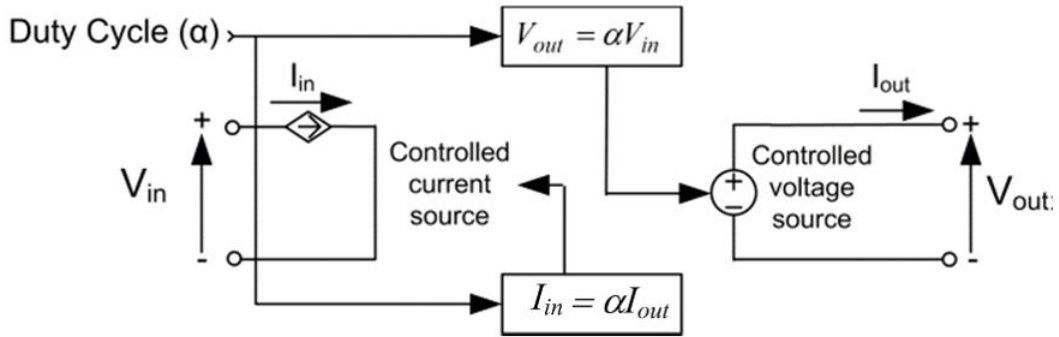 Duty Cycle (α)
V_out = αV_in
I_in
I_out
+
+
Controlled
current
source
+
−
Controlled
voltage
source
V_in
V_out:
-
-
I_in = αI_out